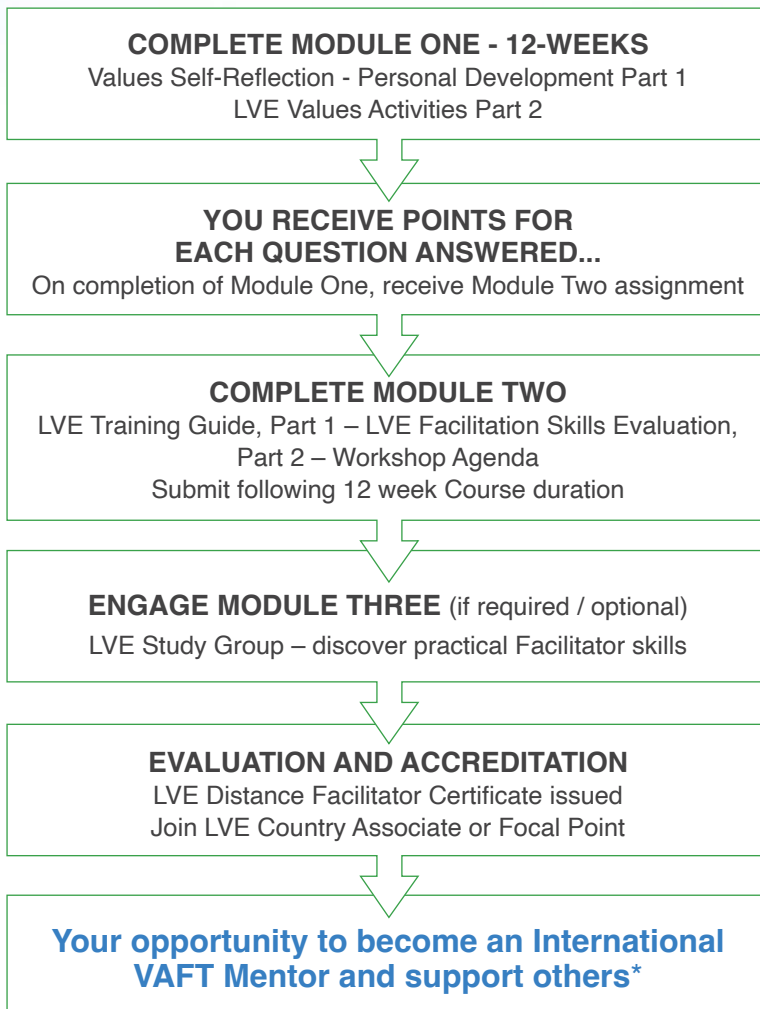 COMPLETE MODULE ONE - 12-WEEKS
Values Self-Reflection - Personal Development Part 1
LVE Values Activities Part 2
YOU RECEIVE POINTS FOR
EACH QUESTION ANSWERED...
On completion of Module One, receive Module Two assignment
COMPLETE MODULE TWO
LVE Training Guide, Part 1 – LVE Facilitation Skills Evaluation,
Part 2 – Workshop Agenda
Submit following 12 week Course duration
ENGAGE MODULE THREE (if required / optional)
LVE Study Group – discover practical Facilitator skills
EVALUATION AND ACCREDITATION
LVE Distance Facilitator Certificate issued
Join LVE Country Associate or Focal Point
Your opportunity to become an International
VAFT Mentor and support others*